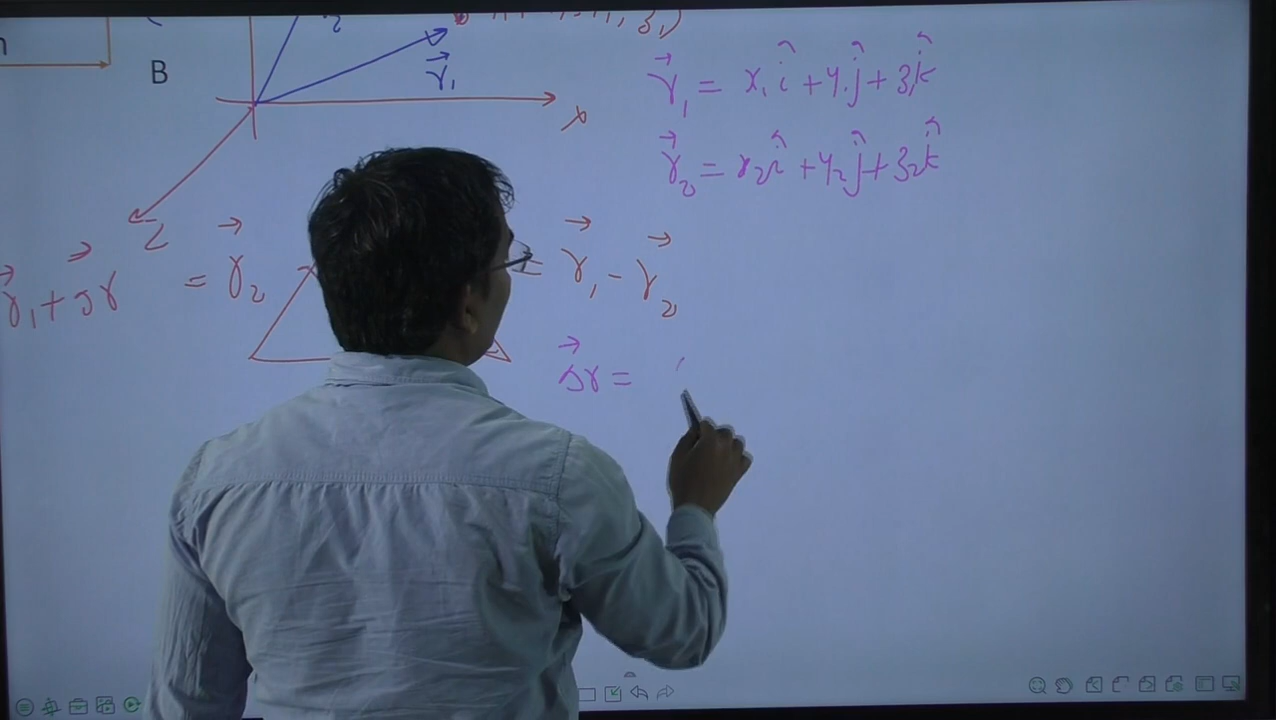 B
r⃗₁
x
z
r⃗₁ = x₁î + y₁ĵ + z₁k̂
r⃗₂ = x₂î + y₂ĵ + z₂k̂
r⃗₁ + Δr⃗ = r⃗₂
= r⃗₁ - r⃗₂
Δr⃗ =